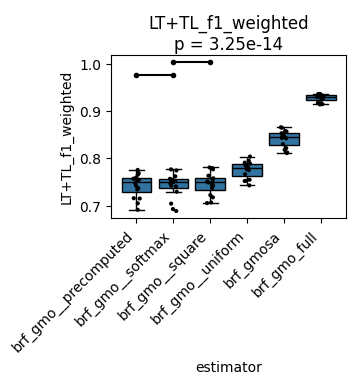 LT+TL_f1_weighted
p = 3.25e-14
LT+TL_f1_weighted
1.0
0.9
0.8
0.7
brf_gmo__precomputed
brf_gmo__softmax
brf_gmo__square
brf_gmo__uniform
brf_gmosa
brf_gmo_full
estimator